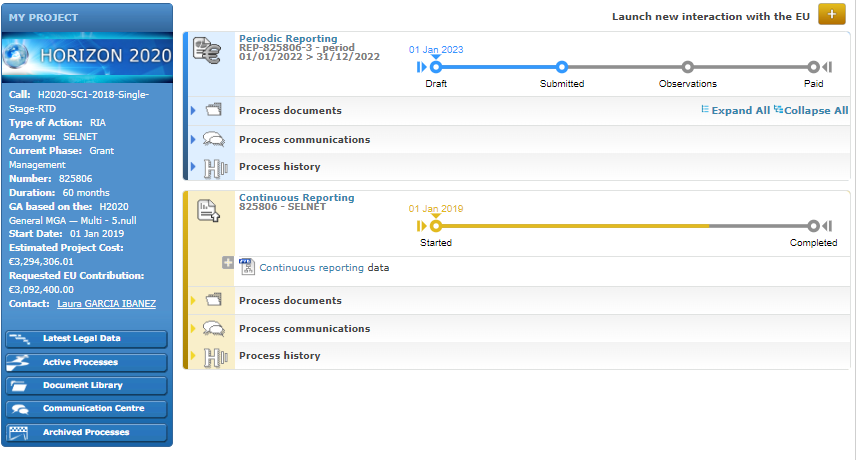 MY PROJECT
HORIZON 2020
Call: H2020-SC1-2018-Single-
Stage-RTD
Type of Action: RIA
Acronym: SELNET
Current Phase: Grant
Management
Number: 825806
Duration: 60 months
GA based on the: H2020
General MGA — Multi - 5.null
Start Date: 01 Jan 2019
Estimated Project Cost:
€3,294,306.01
Requested EU Contribution:
€3,092,400.00
Contact: Laura GARCIA IBANEZ
Latest Legal Data
Active Processes
Document Library
Communication Centre
Archived Processes
Launch new interaction with the EU +
Periodic Reporting
REP-825806-3 - period
01/01/2022 > 31/12/2022
01 Jan 2023
Draft Submitted Observations Paid
Process documents
Expand All Collapse All
Process communications
Process history
Continuous Reporting
825806 - SELNET
01 Jan 2019
Started Completed
Continuous reporting data
Process documents
Process communications
Process history